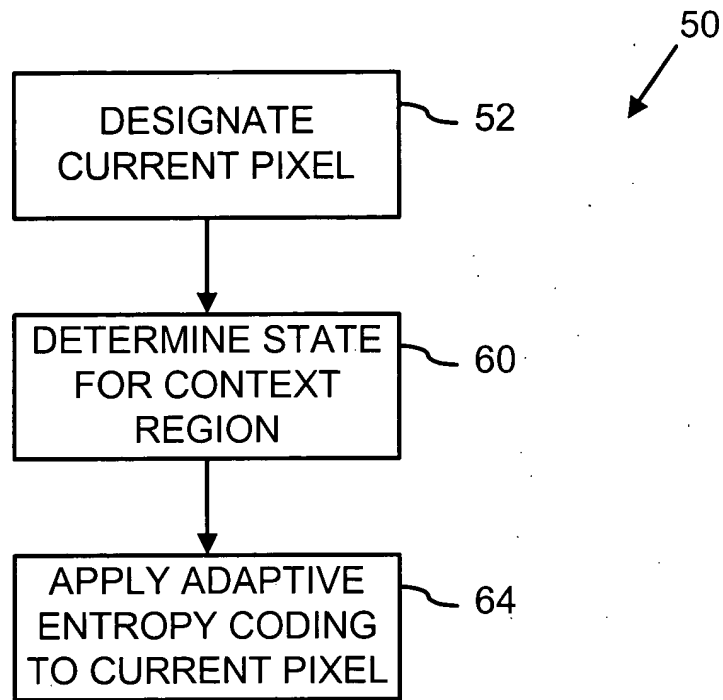 50
DESIGNATE
CURRENT PIXEL
52
DETERMINE STATE
FOR CONTEXT
REGION
60
APPLY ADAPTIVE
ENTROPY CODING
TO CURRENT PIXEL
64